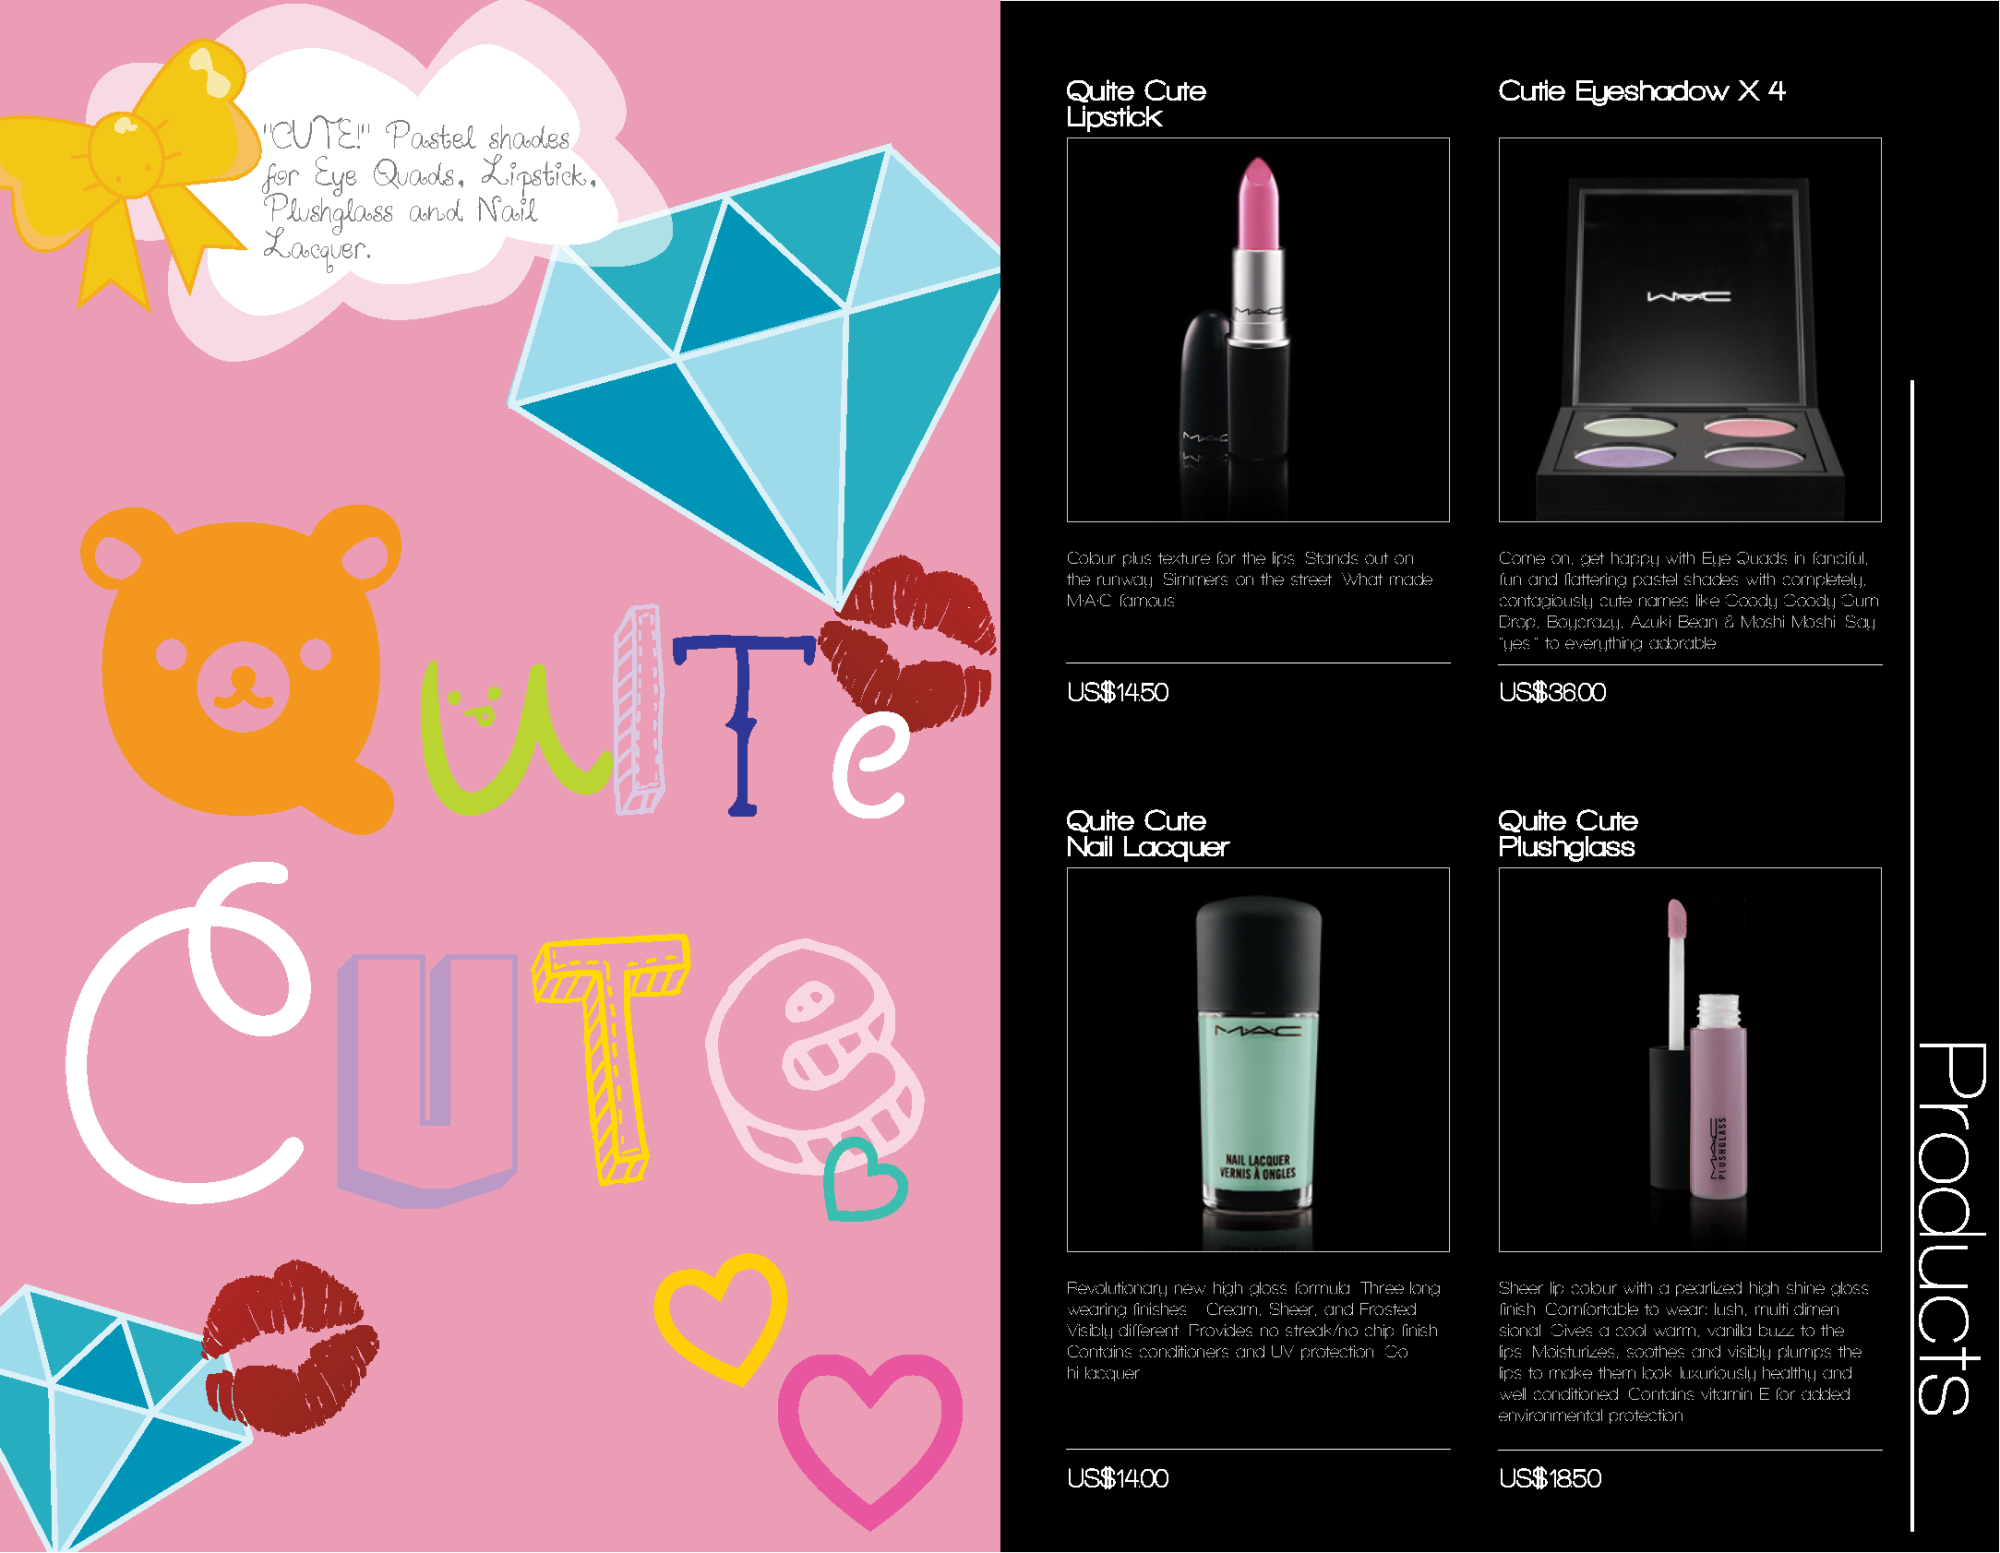 "CUTE!" Pastel shades
for Eye Quads, Lipstick,
Plushglass and Nail
Lacquer.
QuITe
CUTe
Quite Cute
Lipstick
MAC
MAC
Colour plus texture for the lips. Stands out on
the runway. Simmers on the street. What made
M·A·C famous.
US$14.50
Cutie Eyeshadow X 4
MAC
Come on, get happy with Eye Quads in fanciful,
fun and flattering pastel shades with completely,
contagiously cute names like Goody Goody Gum
Drop, Boycrazy, Azuki Bean & Moshi Moshi. Say
"yes " to everything adorable.
US$36.00
Quite Cute
Nail Lacquer
MAC
NAIL LACQUER
VERNIS À ONGLES
Revolutionary new high gloss formula. Three long
wearing finishes Cream, Sheer, and Frosted.
Visibly different. Provides no streak/no chip finish.
Contains conditioners and UV protection. Go
hi lacquer.
US$14.00
Quite Cute
Plushglass
MAC
PLUSHGLASS
Sheer lip colour with a pearlized high shine gloss
finish. Comfortable to wear: lush, multi dimen
sional. Gives a cool warm, vanilla buzz to the
lips. Moisturizes, soothes and visibly plumps the
lips to make them look luxuriously healthy and
well conditioned. Contains vitamin E for added
environmental protection.
US$18.50
Products